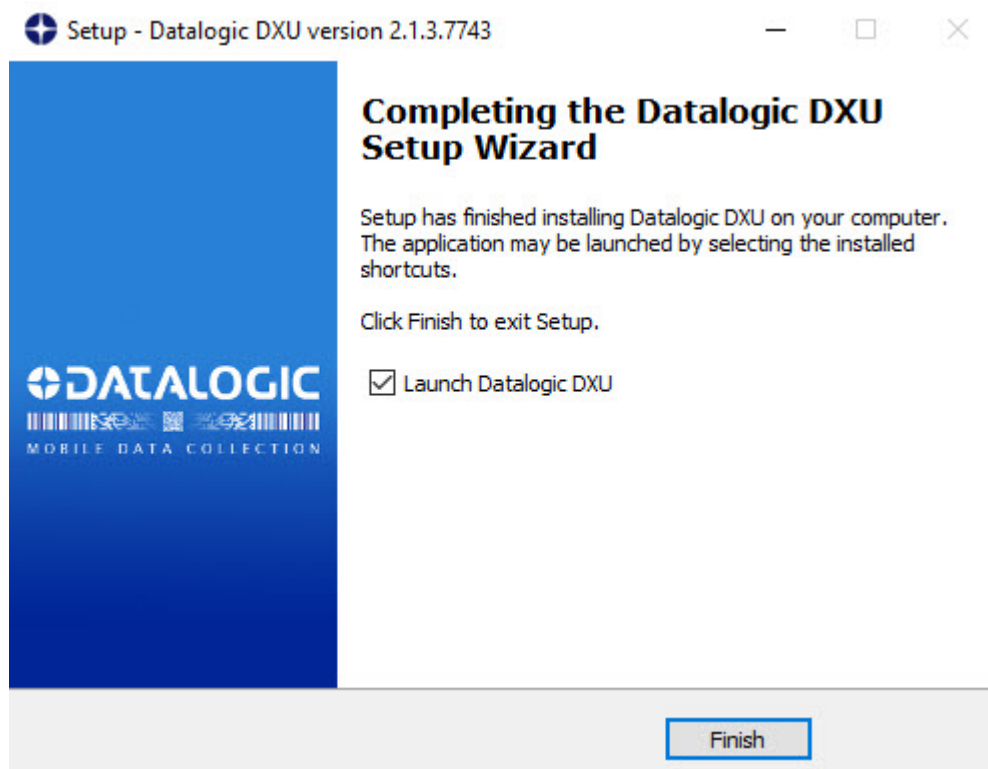 Setup - Datalogic DXU version 2.1.3.7743
Completing the Datalogic DXU
Setup Wizard
Setup has finished installing Datalogic DXU on your computer.
The application may be launched by selecting the installed
shortcuts.
Click Finish to exit Setup.
Launch Datalogic DXU
DATALOGIC
MOBILE DATA COLLECTION
Finish